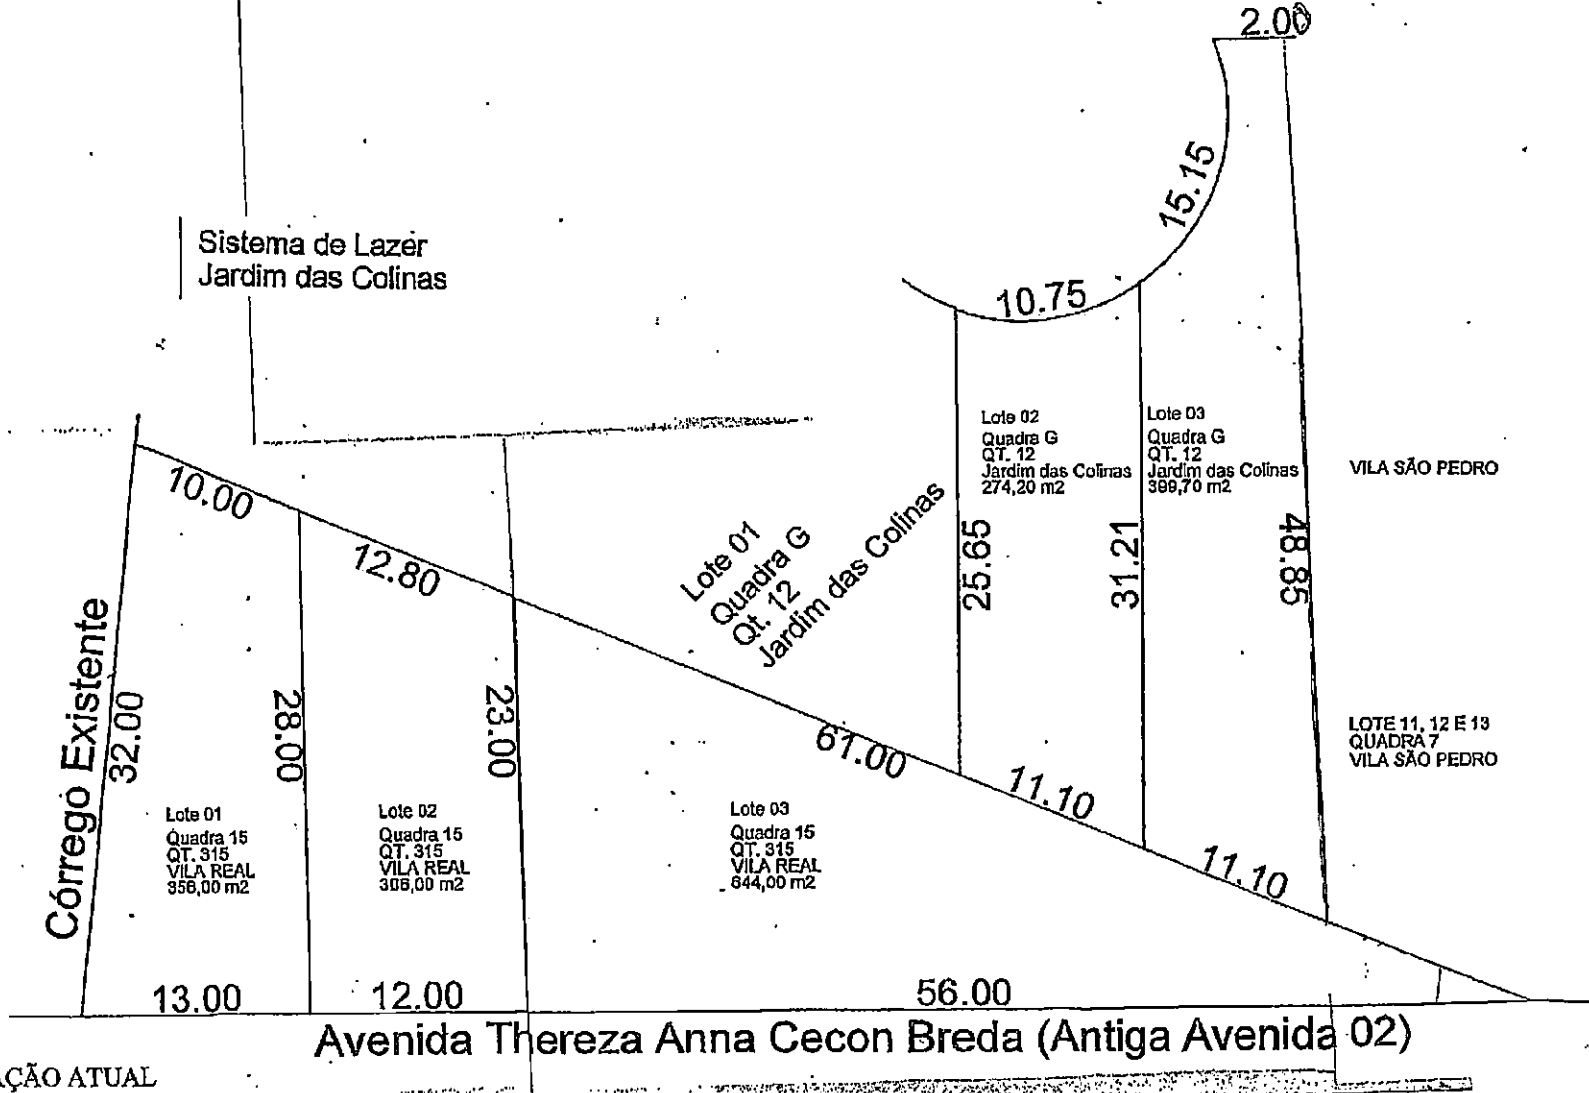 2.00
15.15
Sistema de Lazer
Jardim das Colinas
10.75
Lote 02
Quadra G
QT. 12
Jardim das Colinas
274,20 m2
Lote 03
Quadra G
QT. 12
Jardim das Colinas
399,70 m2
VILA SÃO PEDRO
10.00
12.80
Lote 01
Quadra G
Qt. 12
Jardim das Colinas
25.65
31.21
48.85
Córrego Existente
32.00
28.00
23.00
61.00
11.10
11.10
LOTE 11, 12 E 13
QUADRA 7
VILA SÃO PEDRO
Lote 01
Quadra 15
QT. 315
VILA REAL
356,00 m2
Lote 02
Quadra 15
QT. 315
VILA REAL
306,00 m2
Lote 03
Quadra 15
QT. 315
VILA REAL
644,00 m2
13.00
12.00
56.00
Avenida Thereza Anna Cecon Breda (Antiga Avenida 02)
AÇÃO ATUAL